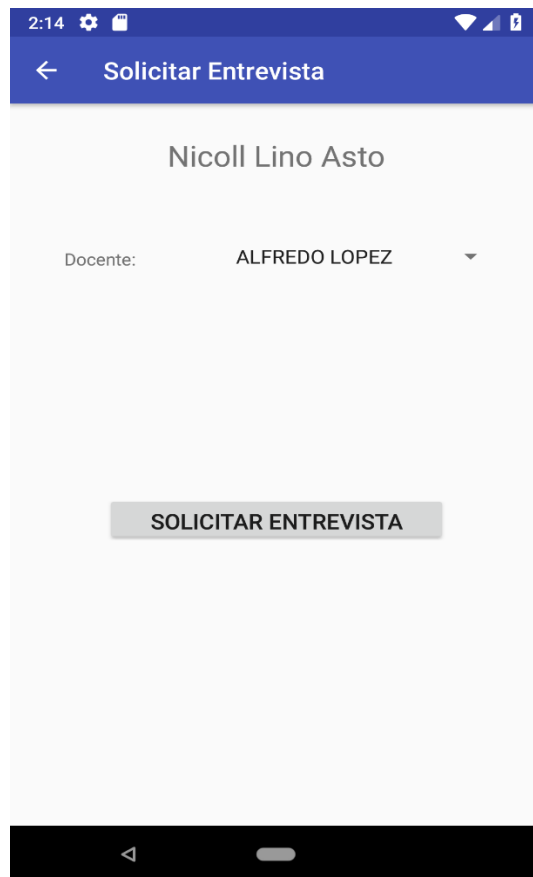 2:14
Solicitar Entrevista
Nicoll Lino Asto
Docente: ALFREDO LOPEZ
SOLICITAR ENTREVISTA